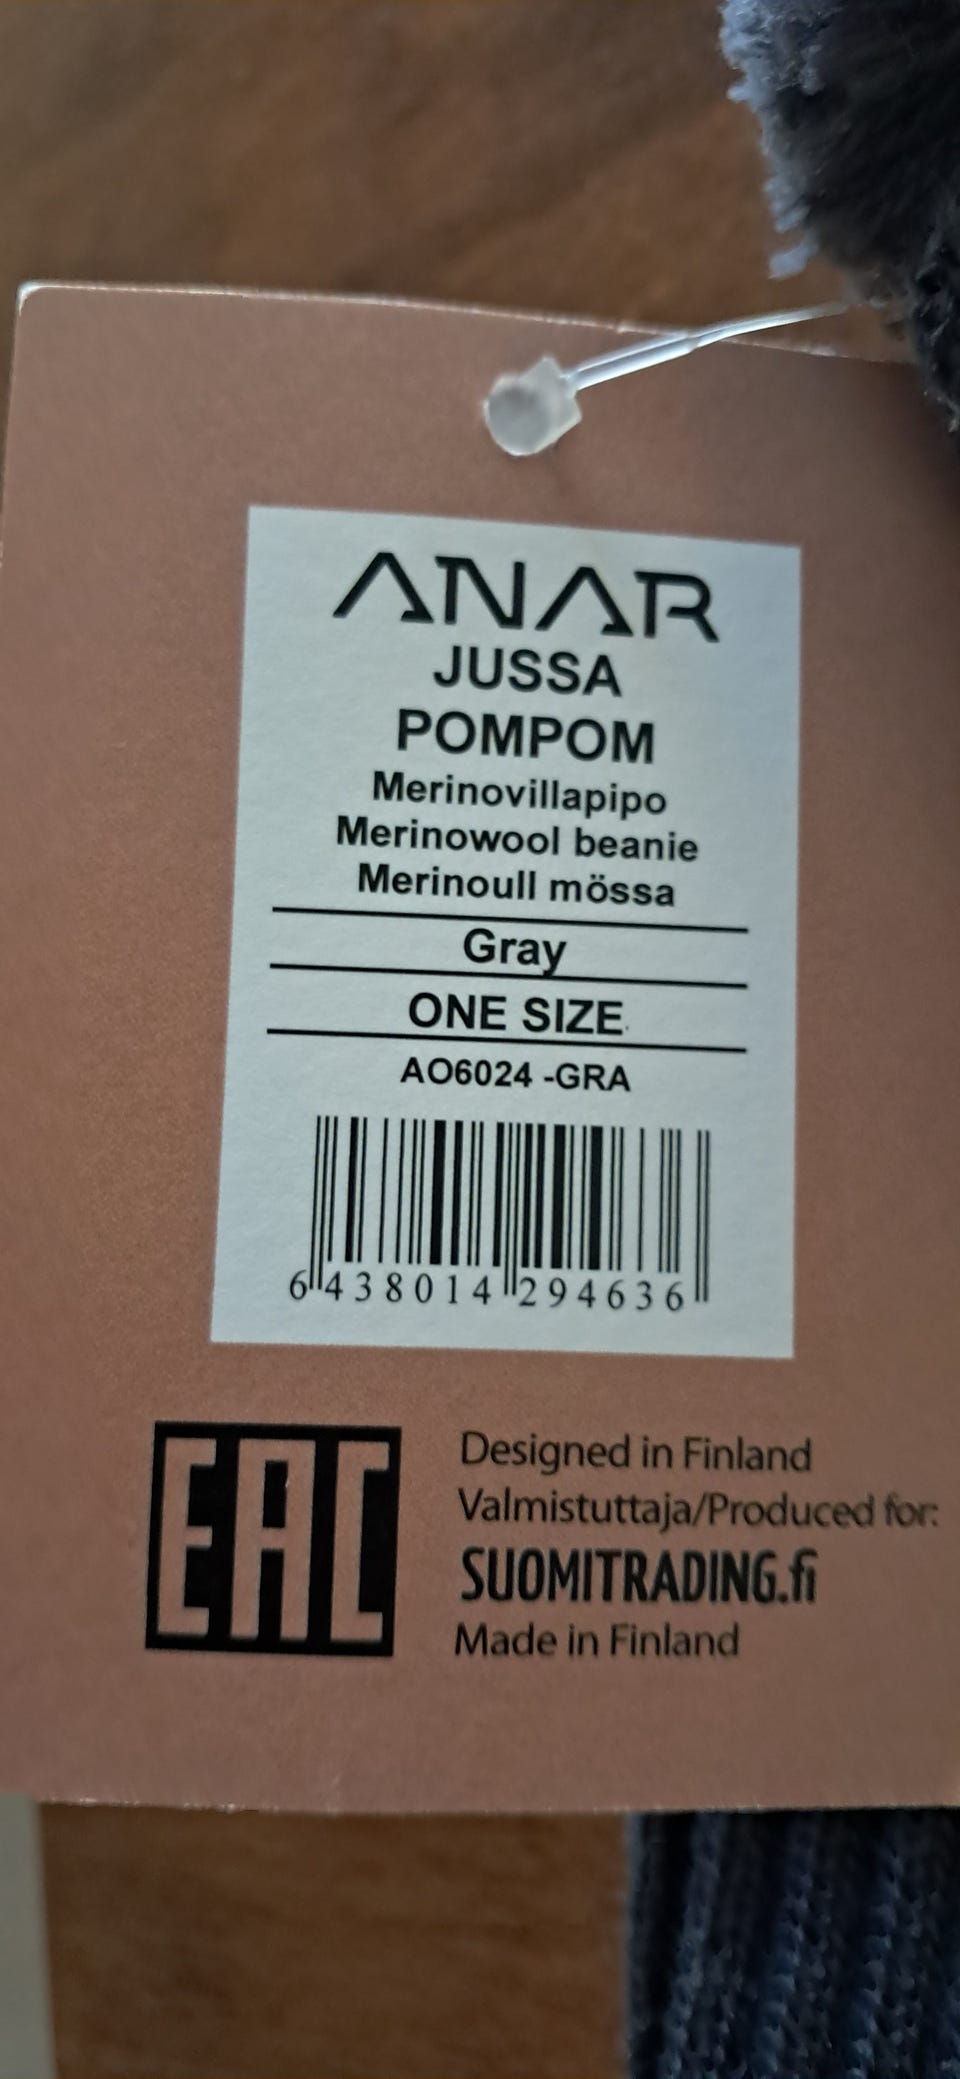 ANAR
JUSSA
POMPOM
Merinovillapipo
Merinowool beanie
Merinoull mössa
Gray
ONE SIZE
AO6024 -GRA
6 438014 294636
EAC
Designed in Finland
Valmistuttaja/Produced for:
SUOMITRADING.fi
Made in Finland